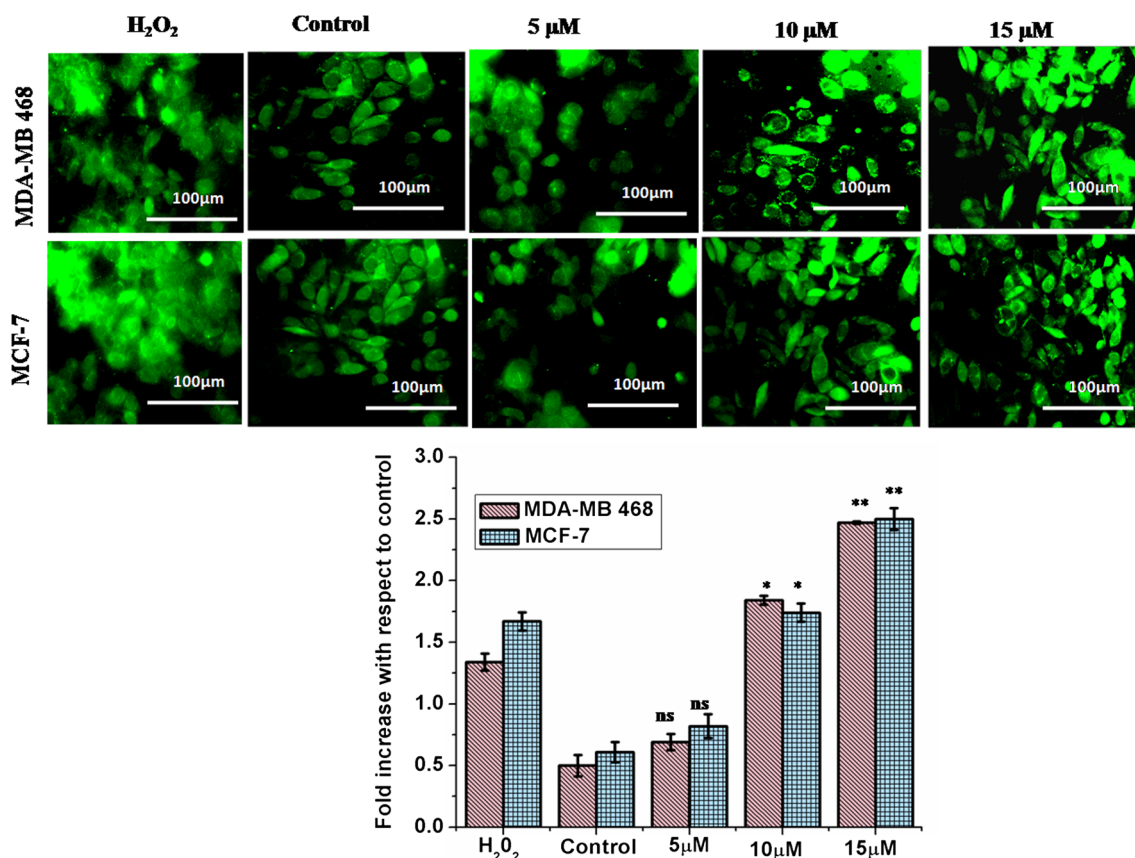 H₂O₂ Control 5 μM 10 μM 15 μM
MDA-MB 468
100μm 100μm 100μm 100μm 100μm
MCF-7
100μm 100μm 100μm 100μm 100μm
Fold increase with respect to control
3.0
2.5
2.0
1.5
1.0
0.5
0.0
MDA-MB 468
MCF-7
ns ns * * ** **
H₂0₂ Control 5μM 10μM 15μM